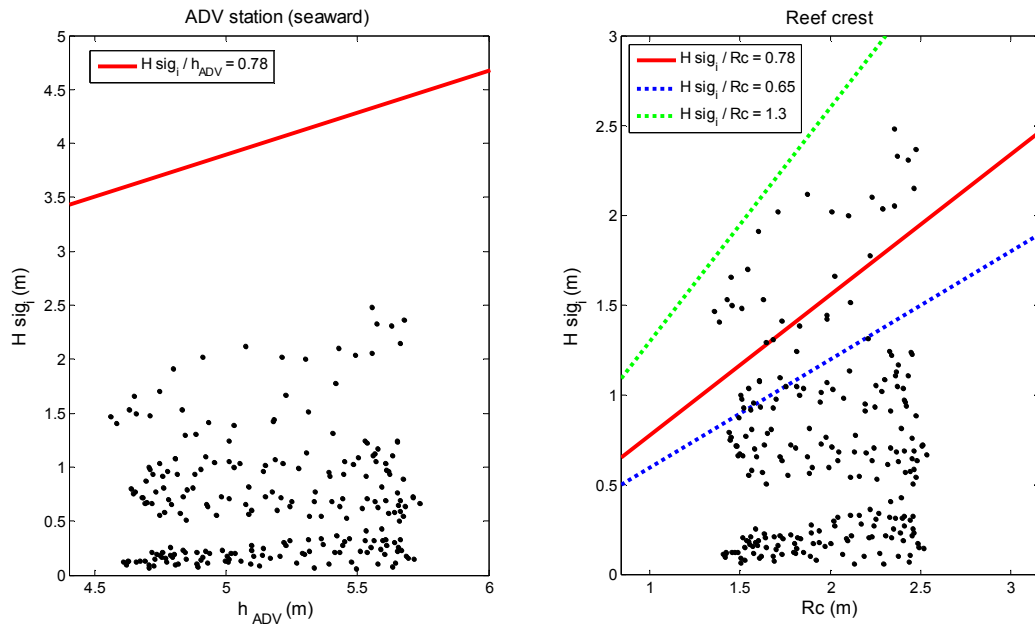 ADV station (seaward)
H sig_i / h_ADV = 0.78
5
4.5
4
3.5
3
2.5
2
1.5
1
0.5
0
H sig_i (m)
4.5 5 5.5 6
h_ADV (m)
Reef crest
H sig_i / Rc = 0.78
H sig_i / Rc = 0.65
H sig_i / Rc = 1.3
3
2.5
2
1.5
1
0.5
0
H sig_i (m)
1 1.5 2 2.5 3
Rc (m)